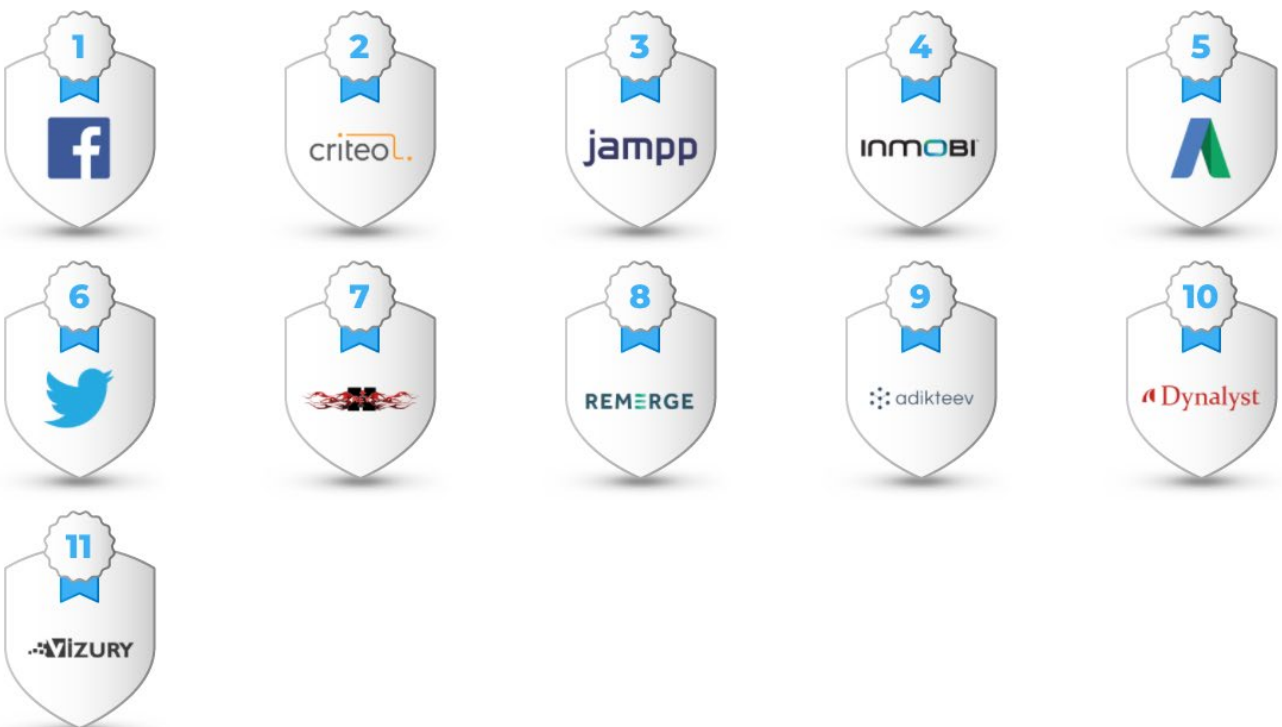 1
2
3
4
5
f
criteo.
jampp
INMOBI
6
7
8
9
10
X
REMERGE
adikteev
Dynalyst
11
VIZURY